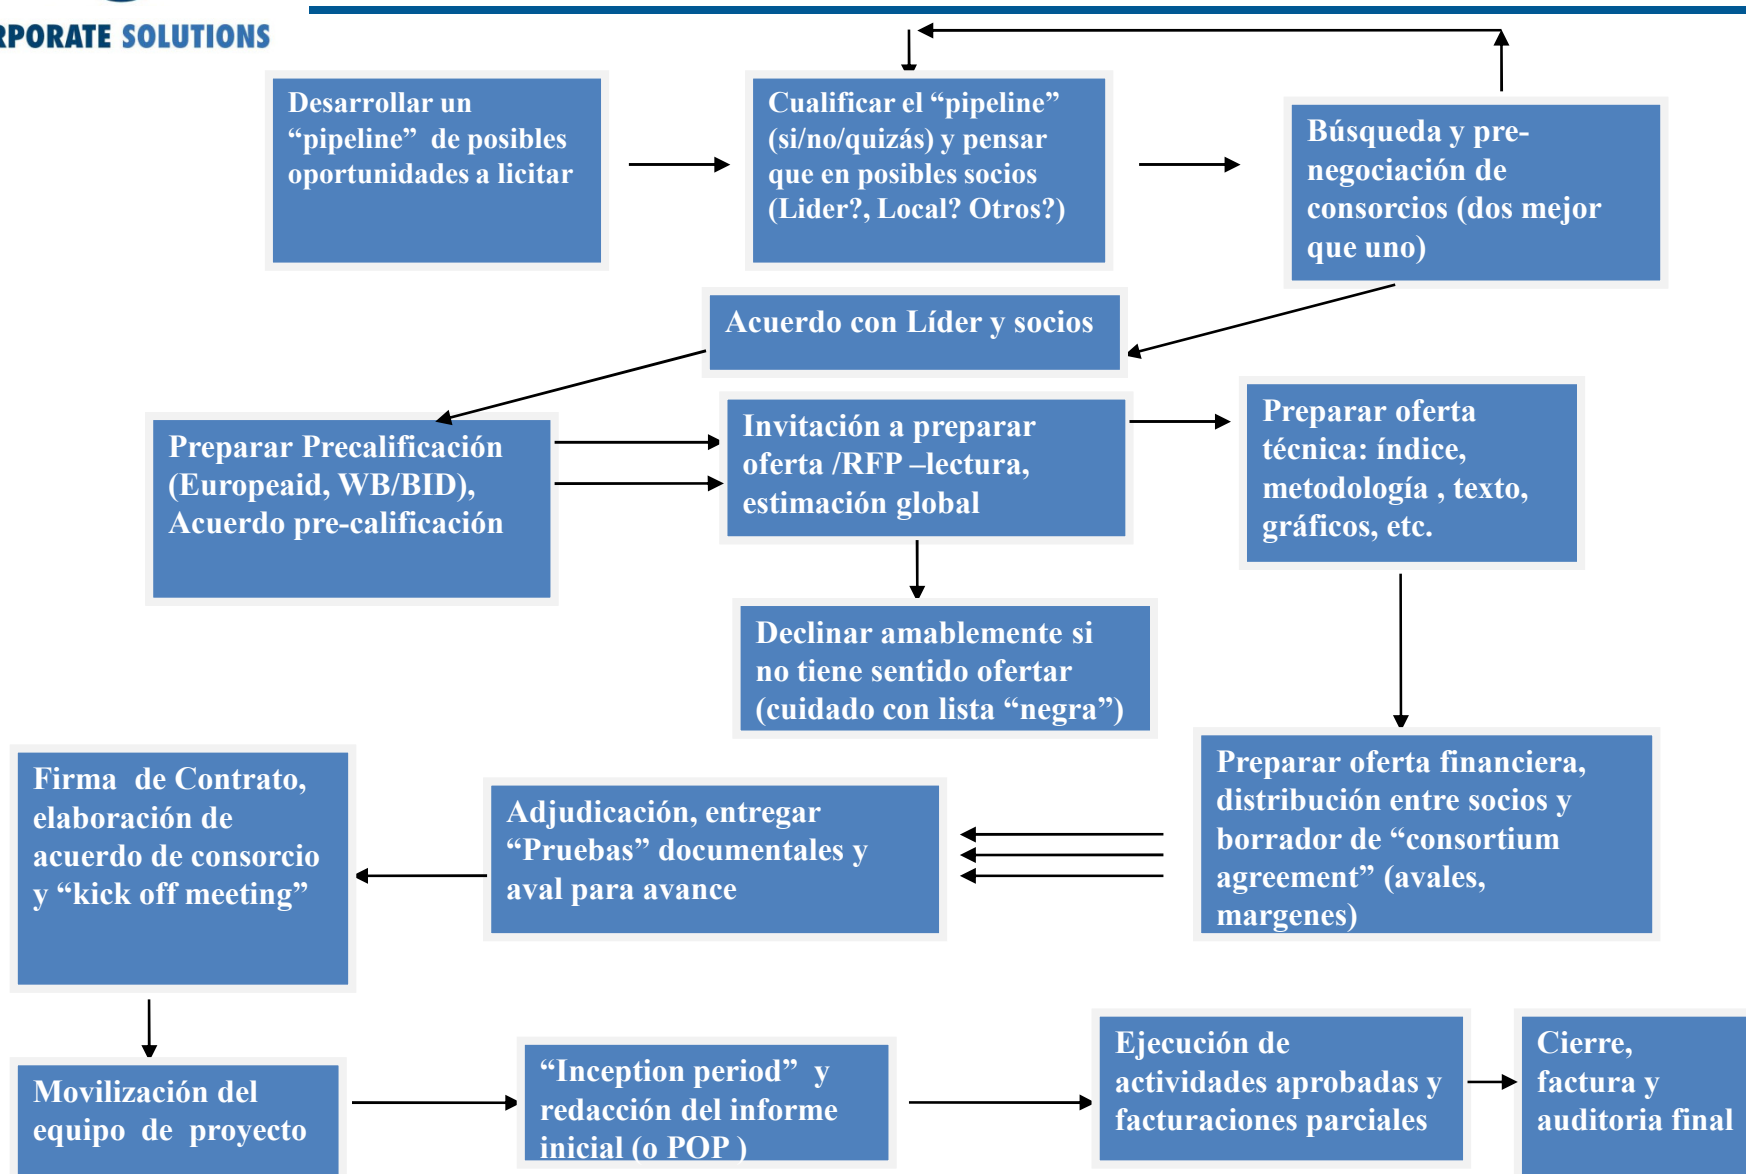 RPORATE SOLUTIONS
Desarrollar un
“pipeline” de posibles
oportunidades a licitar
Cualificar el “pipeline”
(si/no/quizás) y pensar
que en posibles socios
(Lider?, Local? Otros?)
Búsqueda y pre-
negociación de
consorcios (dos mejor
que uno)
Acuerdo con Líder y socios
Preparar Precalificación
(Europeaid, WB/BID),
Acuerdo pre-calificación
Invitación a preparar
oferta /RFP –lectura,
estimación global
Preparar oferta
técnica: índice,
metodología , texto,
gráficos, etc.
Declinar amablemente si
no tiene sentido ofertar
(cuidado con lista “negra”)
Preparar oferta financiera,
distribución entre socios y
borrador de “consortium
agreement” (avales,
margenes)
Adjudicación, entregar
“Pruebas” documentales y
aval para avance
Firma de Contrato,
elaboración de
acuerdo de consorcio
y “kick off meeting”
Movilización del
equipo de proyecto
“Inception period” y
redacción del informe
inicial (o POP )
Ejecución de
actividades aprobadas y
facturaciones parciales
Cierre,
factura y
auditoria final